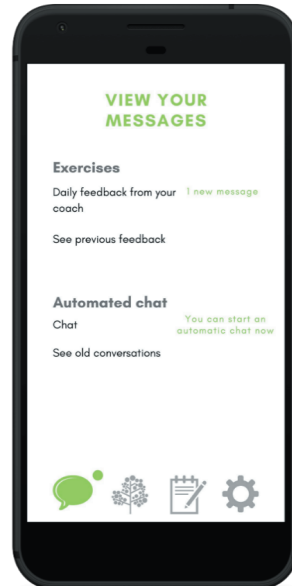 VIEW YOUR
MESSAGES
Exercises
Daily feedback from your
coach
1 new message
See previous feedback
Automated chat
Chat
You can start an
automatic chat now
See old conversations